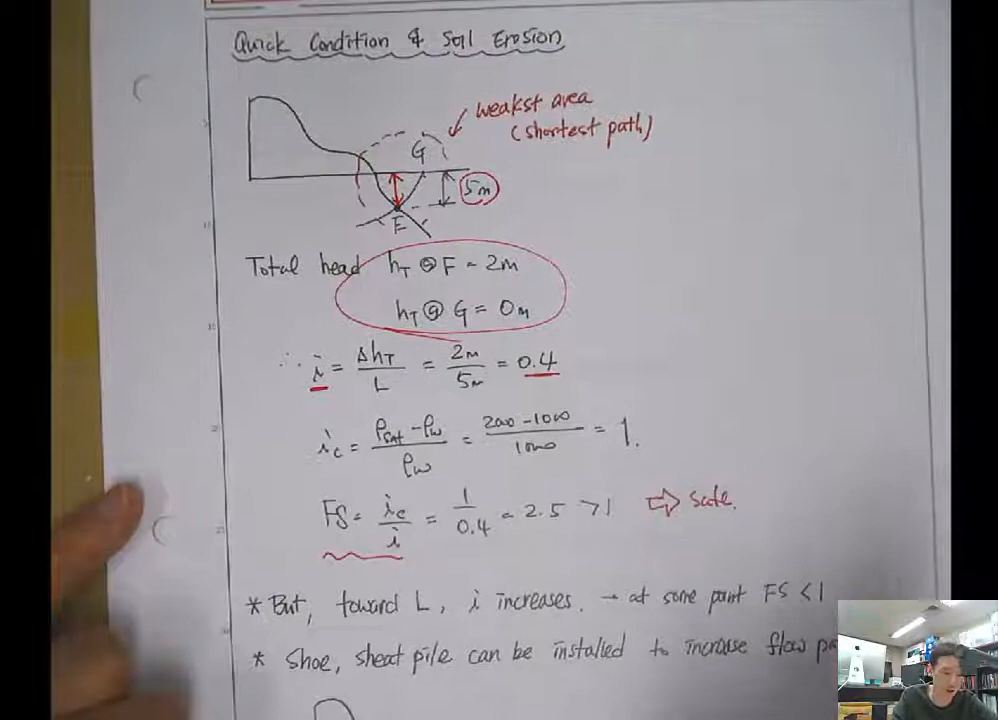 Quick Condition & Soil Erosion
weakst area
(shortest path)
G
5m
E
Total head hT @ F = 2m
hT @ G = 0m
∴ i = ΔhT / L = 2m / 5m = 0.4
ic = ρsat - ρw / ρw = 2000 - 1000 / 1000 = 1.
FS = ic / i = 1 / 0.4 = 2.5 > 1 ⇒ safe.
* But, toward L, i increases. → at some point FS < 1
* Shoe, sheat pile can be installed to increase flow pa